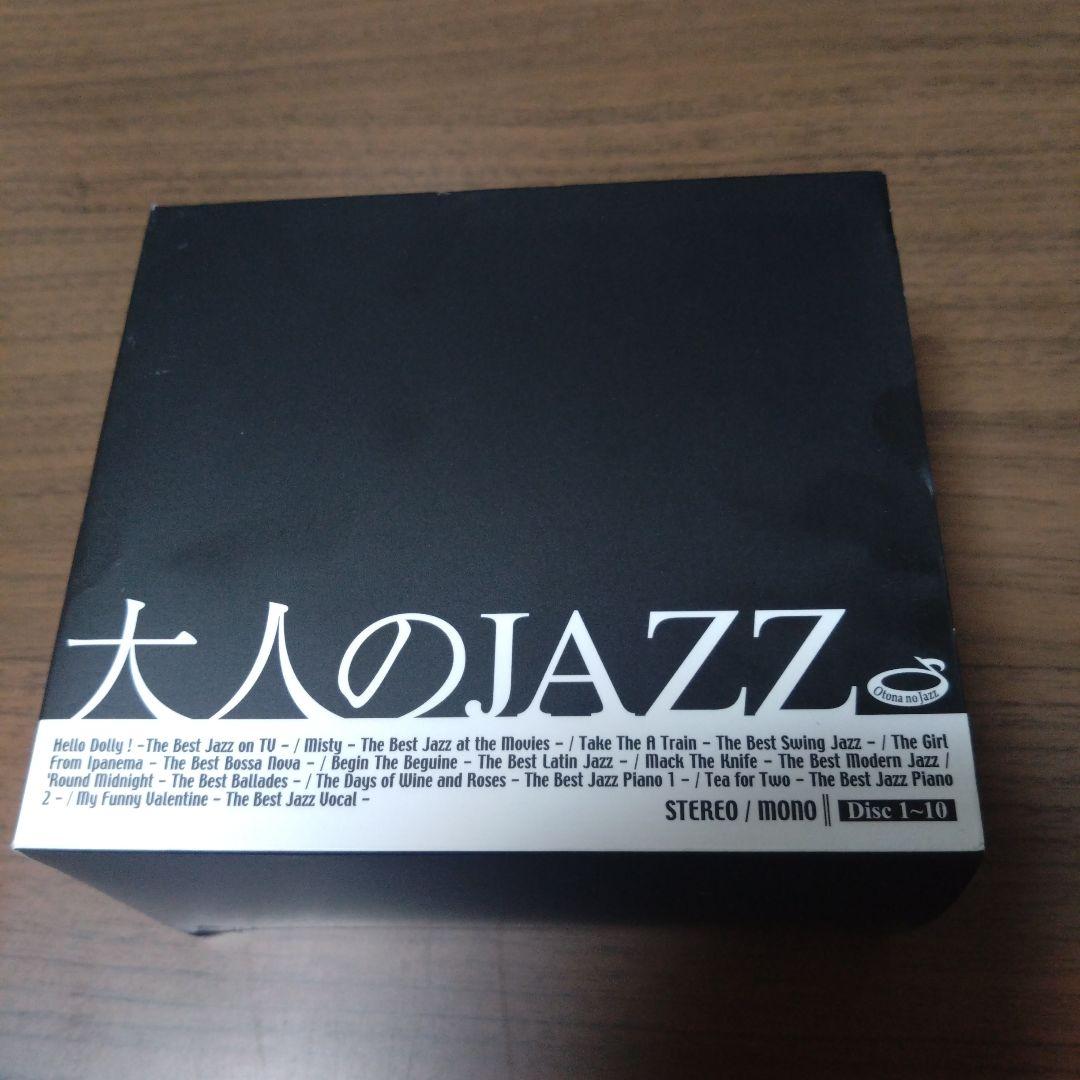 大人のJAZZ
Otona no Jazz
Hello Dolly ! -The Best Jazz on TV - / Misty - The Best Jazz at the Movies - / Take The A Train - The Best Swing Jazz - / The Girl
From Ipanema - The Best Bossa Nova - / Begin The Beguine - The Best Latin Jazz - / Mack The Knife - The Best Modern Jazz /
'Round Midnight - The Best Ballades - / The Days of Wine and Roses - The Best Jazz Piano 1 - / Tea for Two - The Best Jazz Piano
2 - / My Funny Valentine - The Best Jazz Vocal -
STEREO / MONO || Disc 1~10